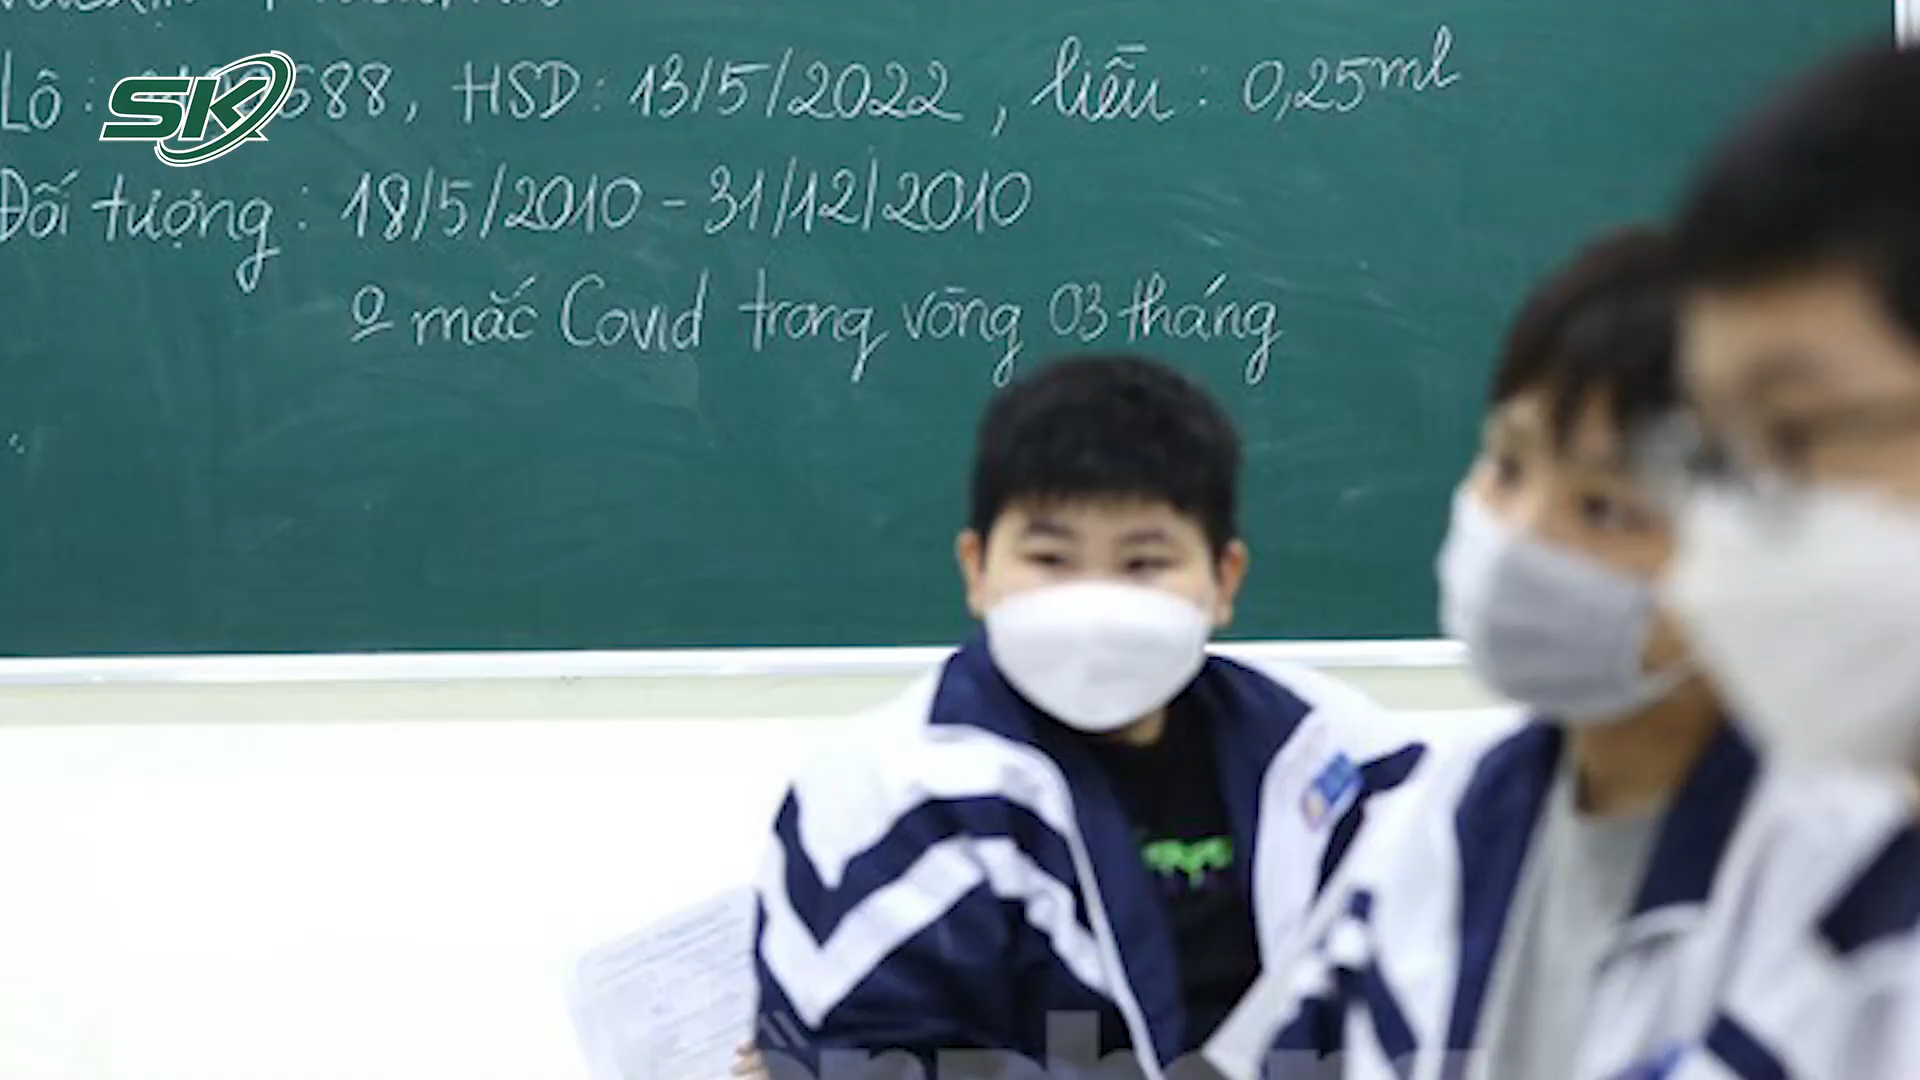 Lô : 688, HSD: 13/5/2022, liều: 0,25ml
Đối tượng: 18/5/2010 - 31/12/2010
mắc Covid trong vòng 03 tháng
SK